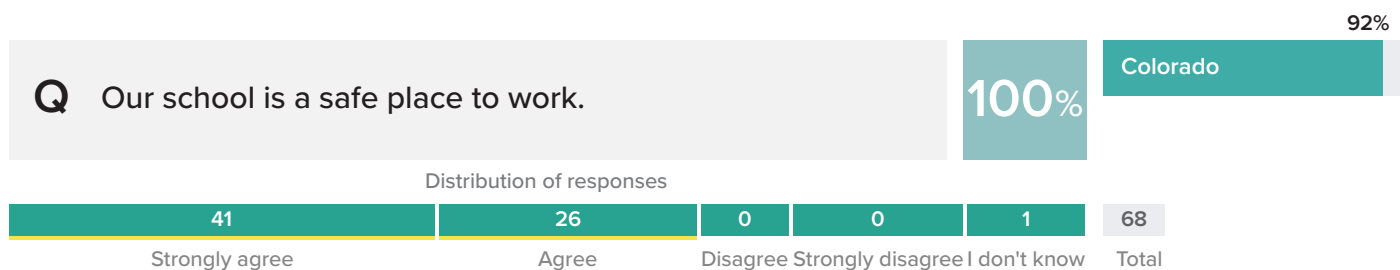 92%
Q Our school is a safe place to work.
100%
Colorado
Distribution of responses
41 26 0 0 1 68
Strongly agree Agree Disagree Strongly disagree I don't know Total